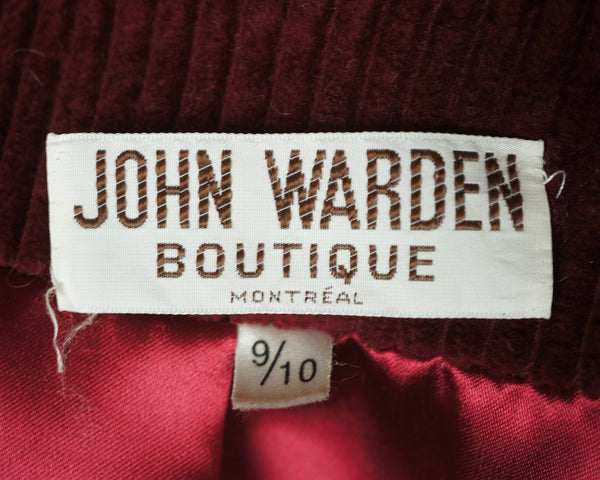 JOHN WARDEN
BOUTIQUE
MONTRÉAL
9/10